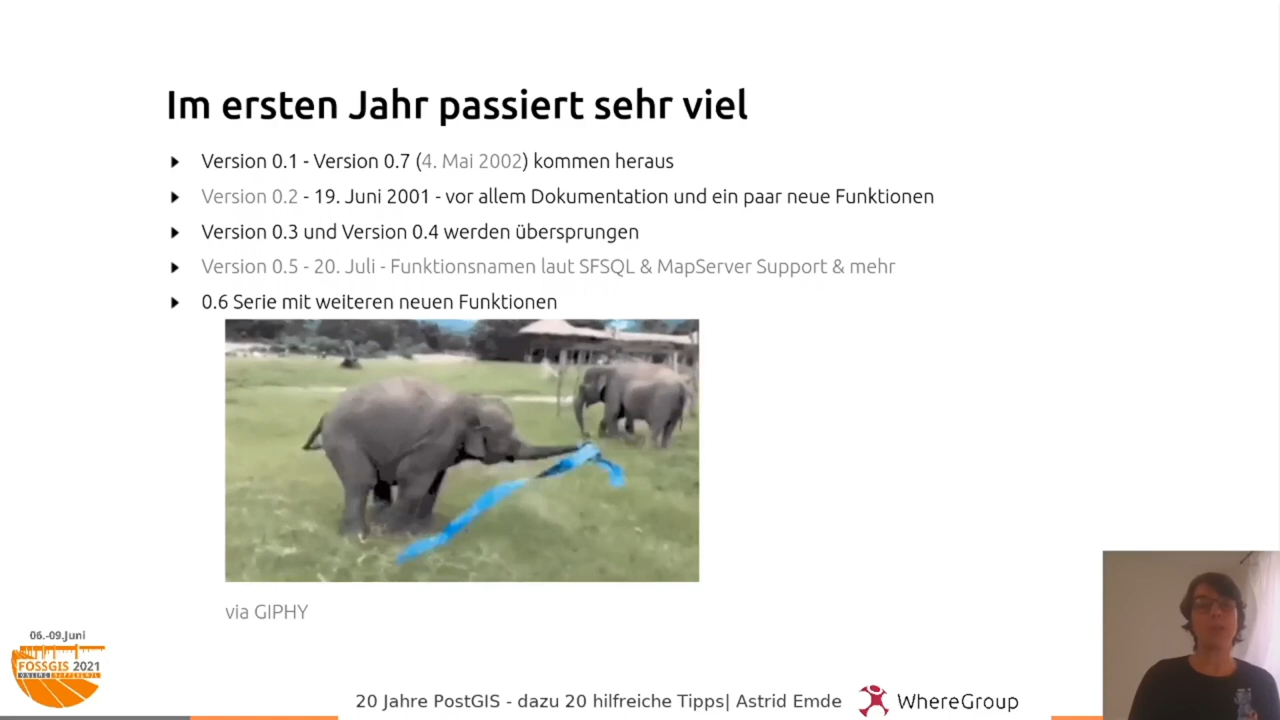 Im ersten Jahr passiert sehr viel
Version 0.1 - Version 0.7 (4. Mai 2002) kommen heraus
Version 0.2 - 19. Juni 2001 - vor allem Dokumentation und ein paar neue Funktionen
Version 0.3 und Version 0.4 werden übersprungen
Version 0.5 - 20. Juli - Funktionsnamen laut SFSQL & MapServer Support & mehr
0.6 Serie mit weiteren neuen Funktionen
via GIPHY
06.-09.Juni
FOSSGIS 2021
20 Jahre PostGIS - dazu 20 hilfreiche Tipps| Astrid Emde
WhereGroup